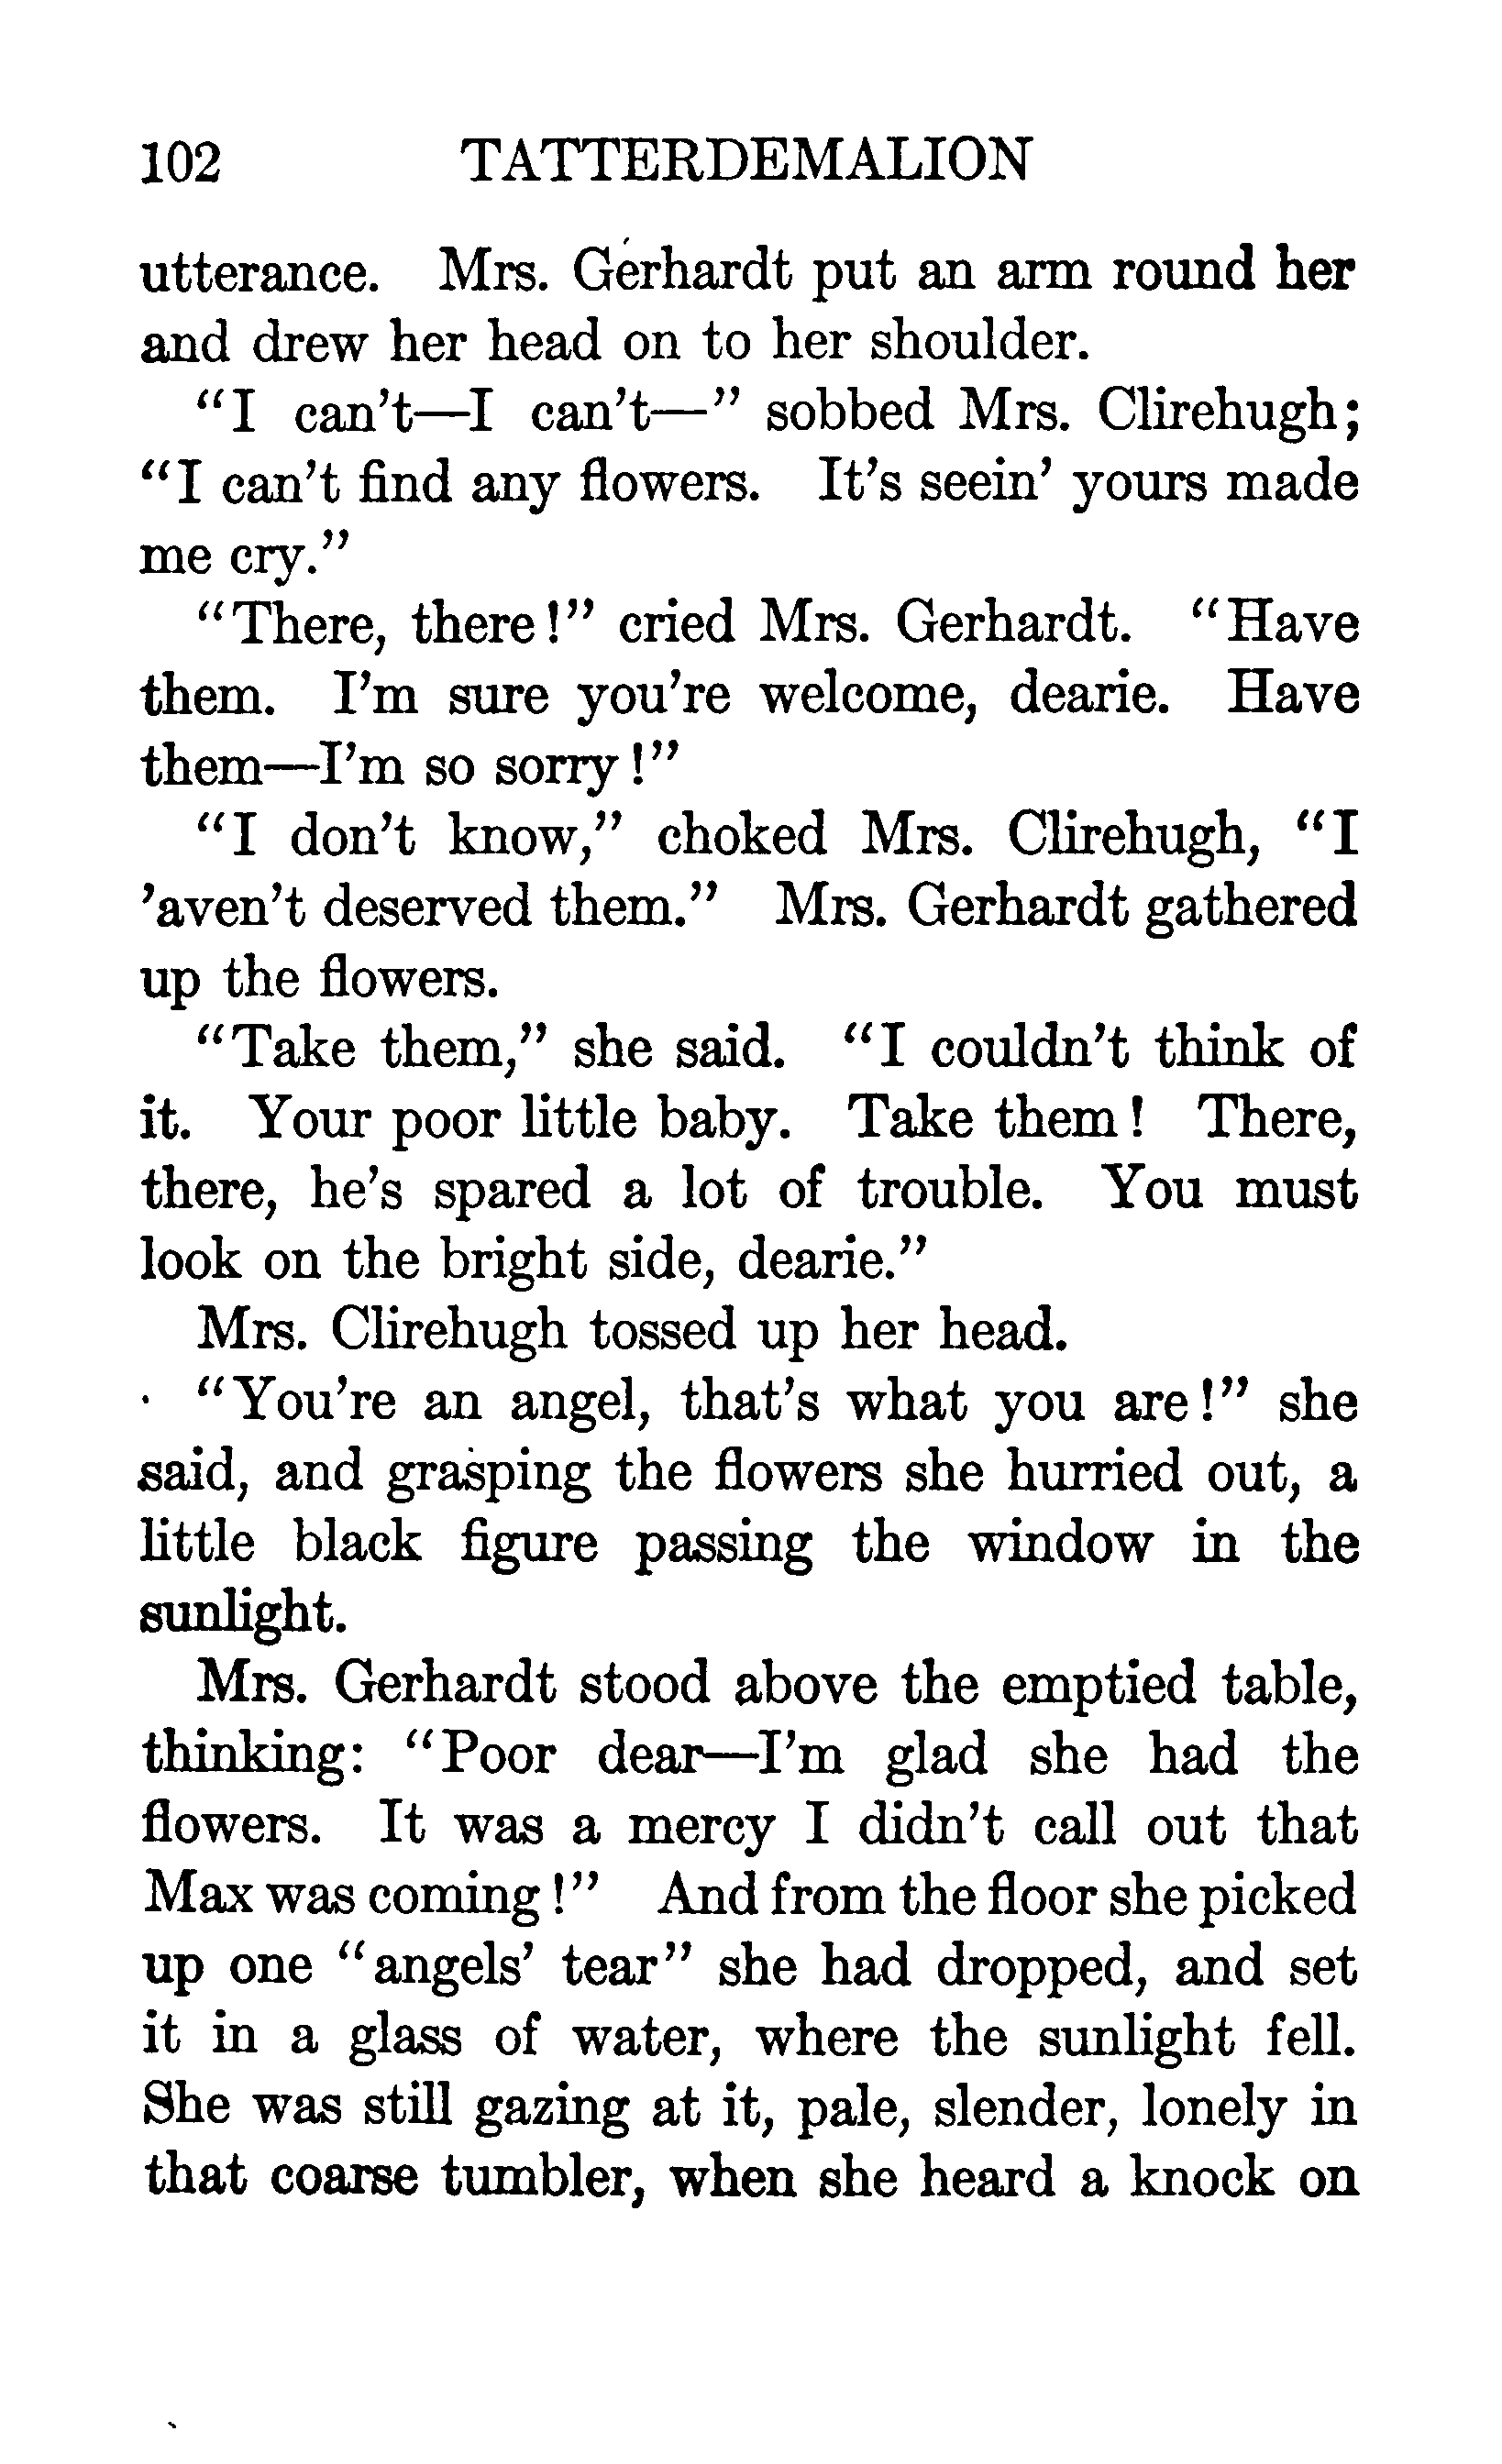 102 TATTERDEMALION
utterance. Mrs. Gerhardt put an arm round her
and drew her head on to her shoulder.
“I can’t—I can’t—” sobbed Mrs. Clirehugh;
“I can’t find any flowers. It’s seein’ yours made
me cry.”
“There, there!” cried Mrs. Gerhardt. “Have
them. I’m sure you’re welcome, dearie. Have
them—I’m so sorry!”
“I don’t know,” choked Mrs. Clirehugh, “I
’aven’t deserved them.” Mrs. Gerhardt gathered
up the flowers.
“Take them,” she said. “I couldn’t think of
it. Your poor little baby. Take them! There,
there, he’s spared a lot of trouble. You must
look on the bright side, dearie.”
Mrs. Clirehugh tossed up her head.
“You’re an angel, that’s what you are!” she
said, and grasping the flowers she hurried out, a
little black figure passing the window in the
sunlight.
Mrs. Gerhardt stood above the emptied table,
thinking: “Poor dear—I’m glad she had the
flowers. It was a mercy I didn’t call out that
Max was coming!” And from the floor she picked
up one “angels’ tear” she had dropped, and set
it in a glass of water, where the sunlight fell.
She was still gazing at it, pale, slender, lonely in
that coarse tumbler, when she heard a knock on